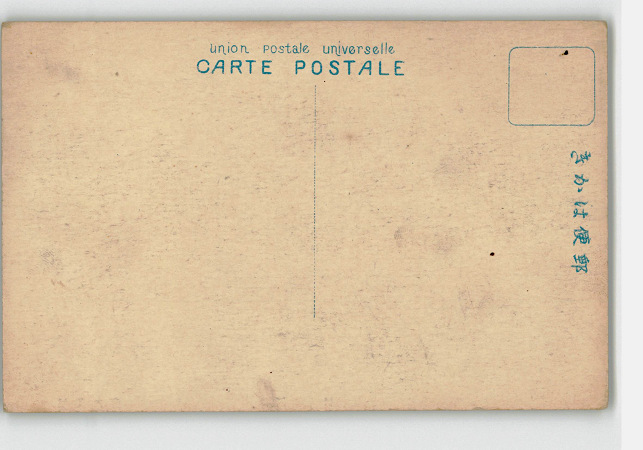 union postale universelle
CARTE POSTALE
きかは便郵